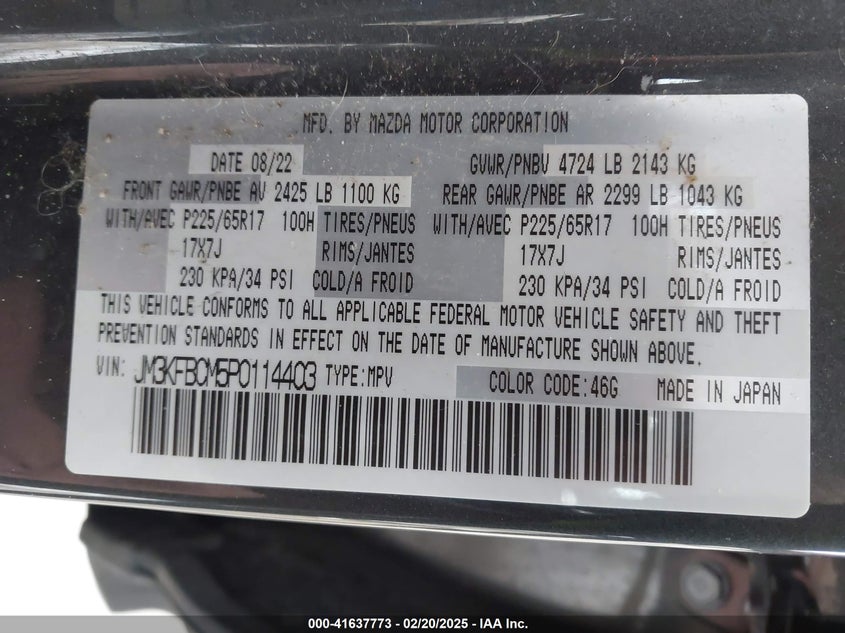 MFD. BY MAZDA MOTOR CORPORATION
DATE 08/22 GVWR/PNBV 4724 LB 2143 KG
FRONT GAWR/PNBE AV 2425 LB 1100 KG REAR GAWR/PNBE AR 2299 LB 1043 KG
WITH/AVEC P225/65R17 100H TIRES/PNEUS WITH/AVEC P225/65R17 100H TIRES/PNEUS
17X7J RIMS/JANTES 17X7J RIMS/JANTES
230 KPA/34 PSI COLD/A FROID 230 KPA/34 PSI COLD/A FROID
THIS VEHICLE CONFORMS TO ALL APPLICABLE FEDERAL MOTOR VEHICLE SAFETY AND THEFT
PREVENTION STANDARDS IN EFFECT ON THE DATE OF MANUFACTURE SHOWN ABOVE.
VIN: JM3KFBCM5P0114403 TYPE:MPV COLOR CODE:46G MADE IN JAPAN
000-41637773 - 02/20/2025 - IAA Inc.